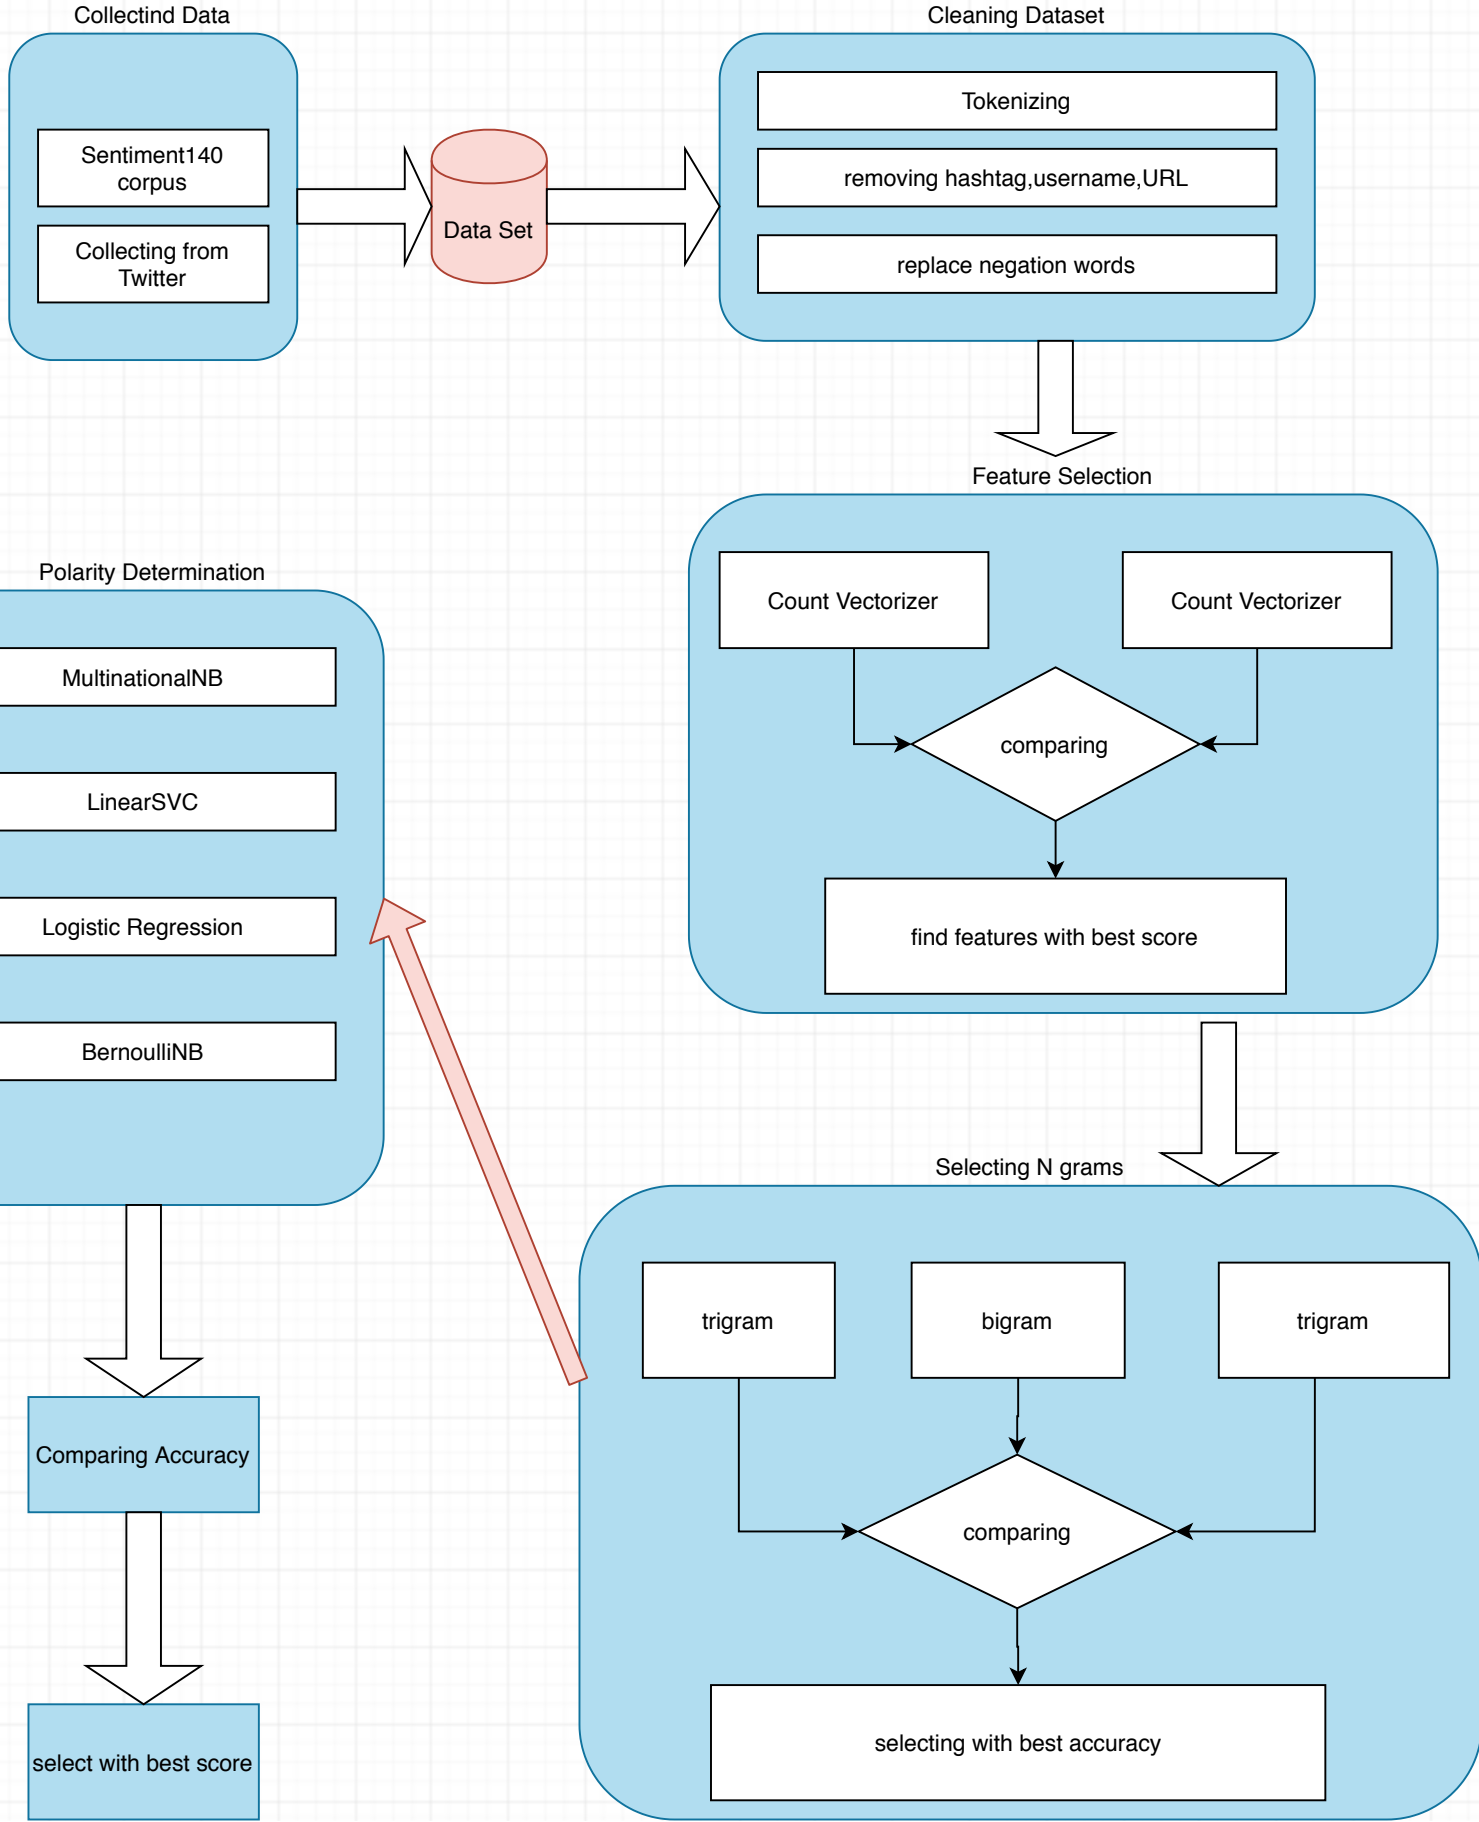 Collectind Data
Sentiment140
corpus
Collecting from
Twitter
Data Set
Cleaning Dataset
Tokenizing
removing hashtag,username,URL
replace negation words
Feature Selection
Count Vectorizer
Count Vectorizer
comparing
find features with best score
Selecting N grams
trigram
bigram
trigram
comparing
selecting with best accuracy
Polarity Determination
MultinationalNB
LinearSVC
Logistic Regression
BernoulliNB
Comparing Accuracy
select with best score